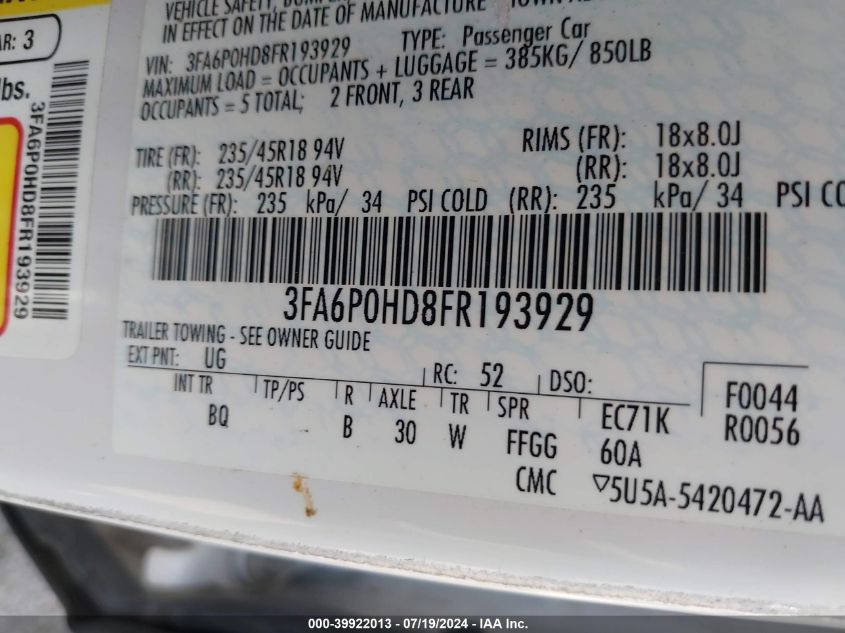 VEHICLE SAFETY,
IN EFFECT ON THE DATE OF MANUFACTURE
VIN: 3FA6P0HD8FR193929 TYPE: Passenger Car
MAXIMUM LOAD = OCCUPANTS + LUGGAGE = 385KG/ 850LB
OCCUPANTS = 5 TOTAL; 2 FRONT, 3 REAR
TIRE (FR): 235/45R18 94V RIMS (FR): 18x8.0J
(RR): 235/45R18 94V (RR): 18x8.0J
PRESSURE (FR): 235 kPa/ 34 PSI COLD (RR): 235 kPa/ 34 PSI CO
3FA6P0HD8FR193929
TRAILER TOWING - SEE OWNER GUIDE
EXT PNT: UG RC: 52 DSO: F0044
INT TR TP/PS R AXLE TR SPR EC71K R0056
BQ B 30 W FFGG 60A
CMC ▽5U5A-5420472-AA
AR: 3
lbs.
3FA6P0HD8FR193929
000-39922013 - 07/19/2024 - IAA Inc.